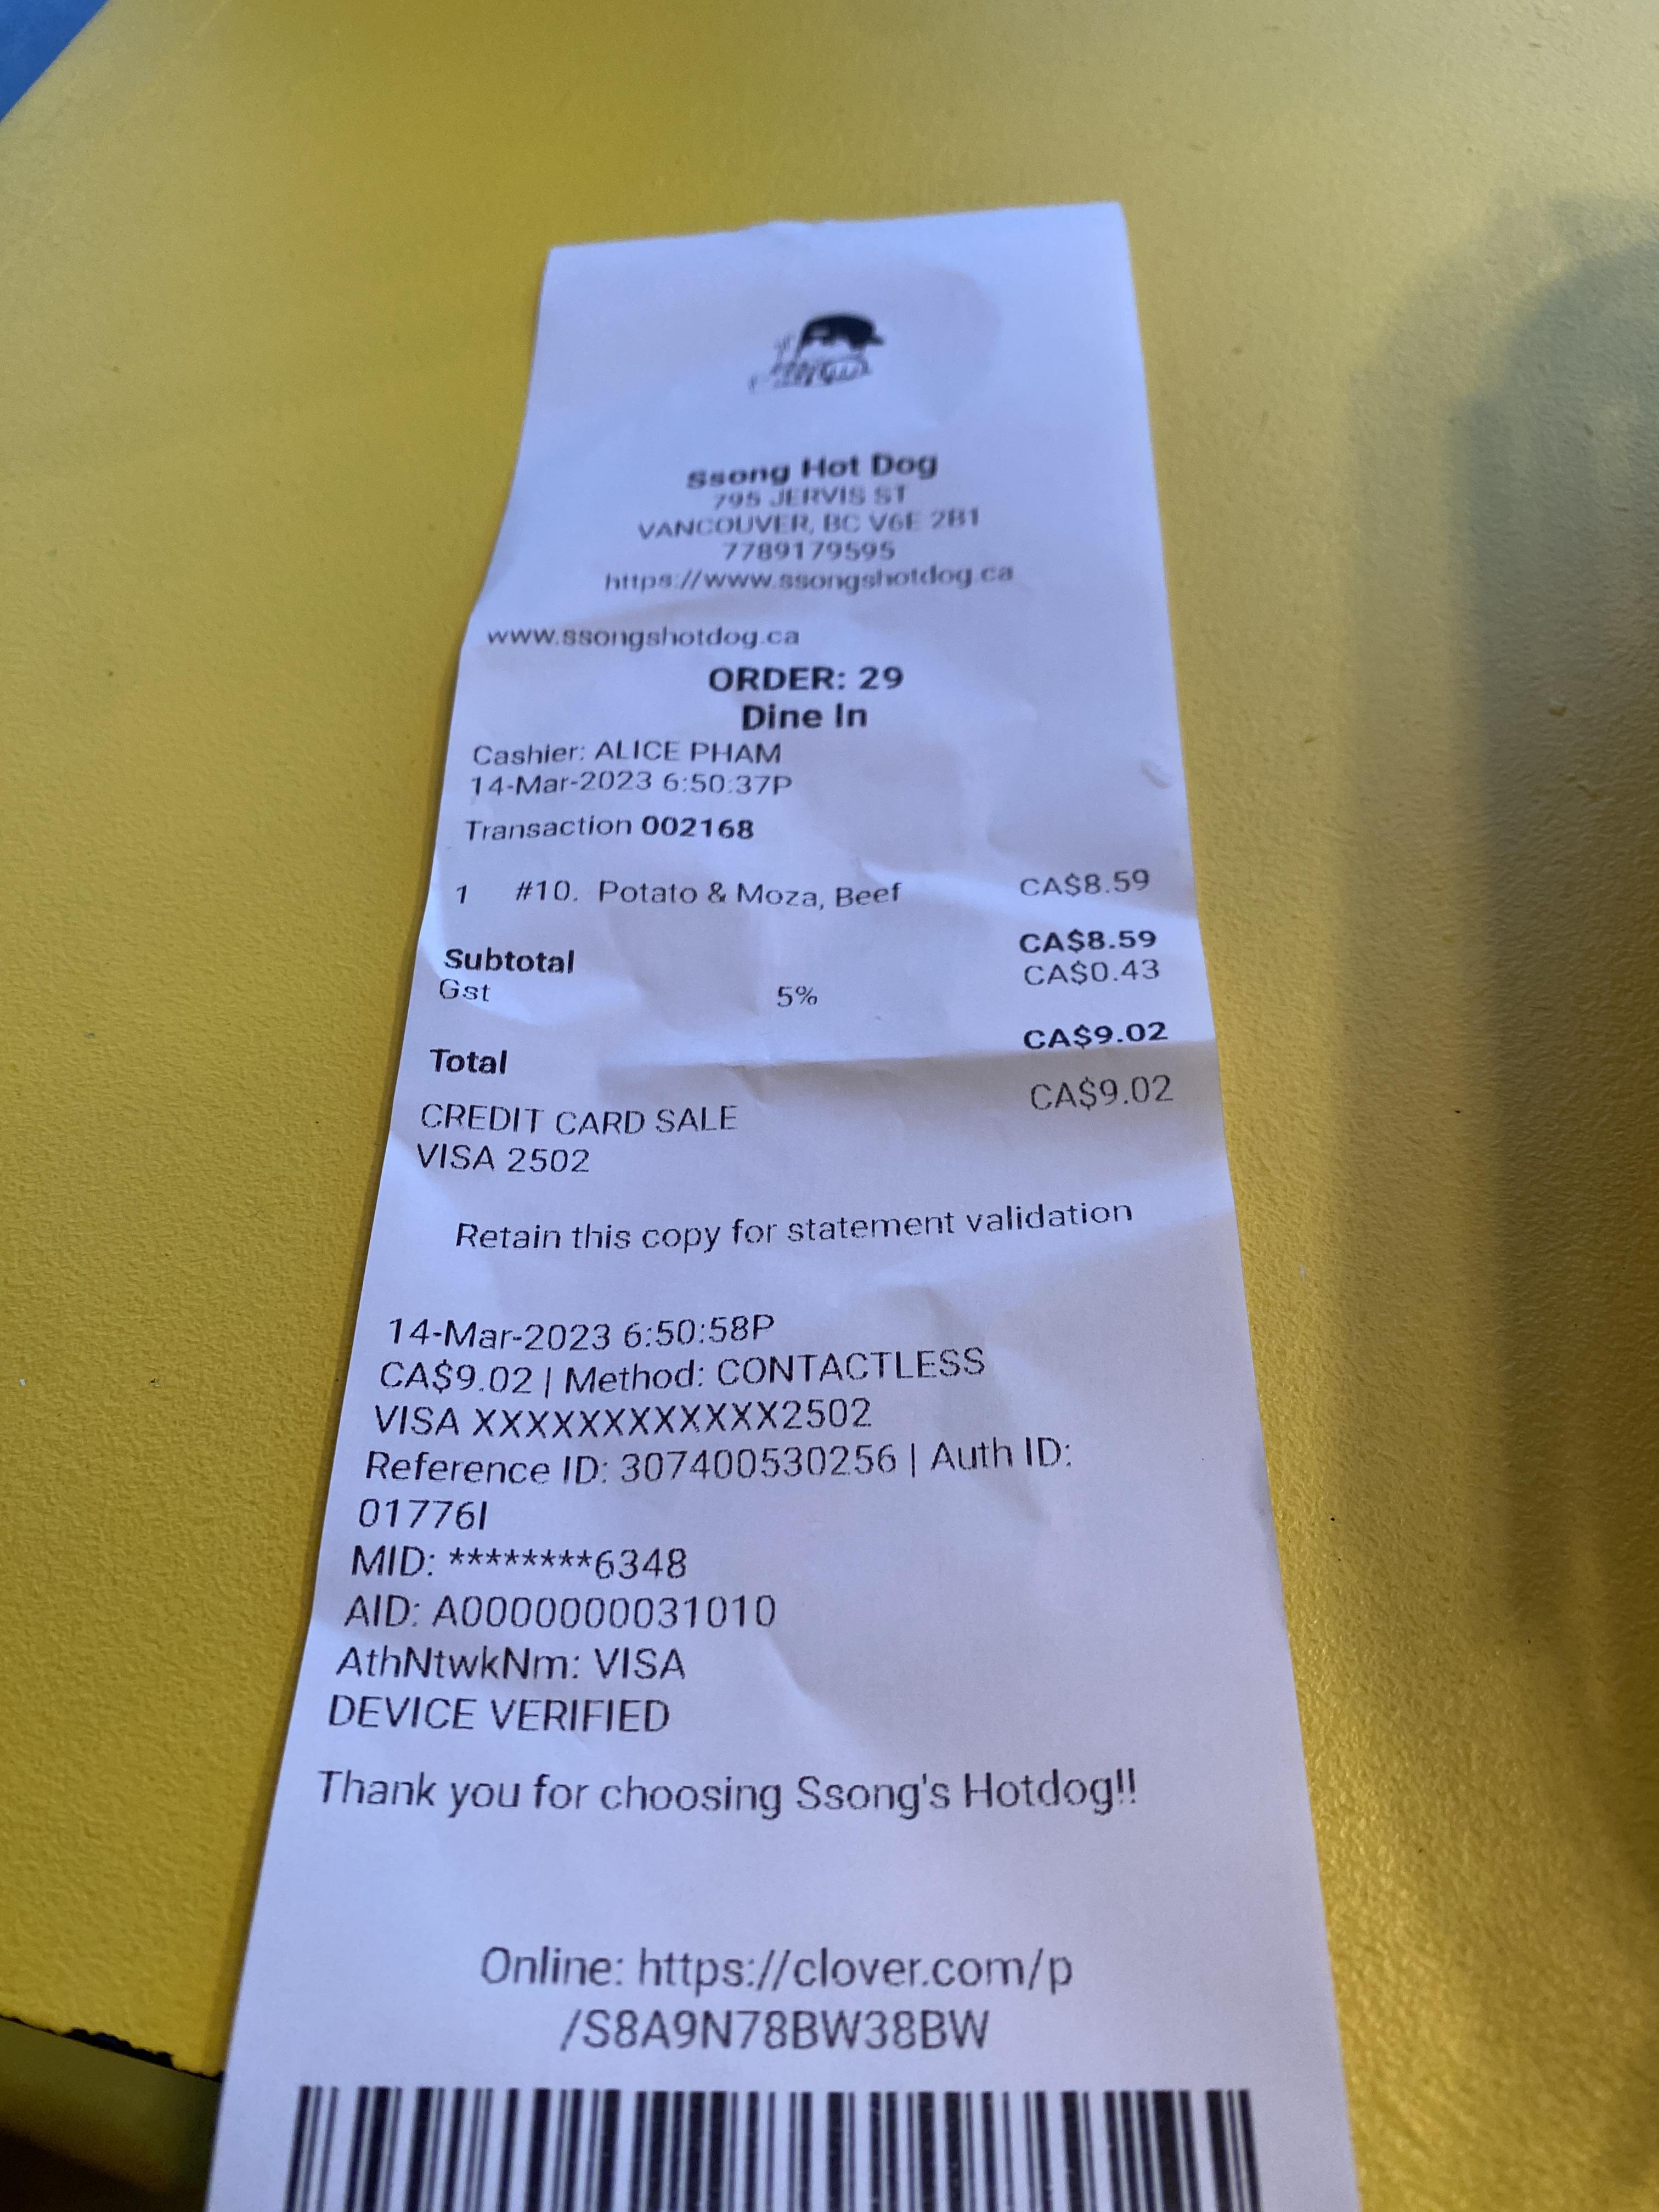 Ssong Hot Dog
795 JERVIS ST
VANCOUVER, BC V6E 2B1
7789179595
https://www.ssongshotdog.ca
www.ssongshotdog.ca
ORDER: 29
Dine In
Cashier: ALICE PHAM
14-Mar-2023 6:50:37P
Transaction 002168
1 #10. Potato & Moza, Beef CA$8.59
Subtotal CA$8.59
Gst 5% CA$0.43
Total CA$9.02
CREDIT CARD SALE CA$9.02
VISA 2502
Retain this copy for statement validation
14-Mar-2023 6:50:58P
CA$9.02 | Method: CONTACTLESS
VISA XXXXXXXXXXXX2502
Reference ID: 307400530256 | Auth ID:
01776I
MID: ********6348
AID: A0000000031010
AthNtwkNm: VISA
DEVICE VERIFIED
Thank you for choosing Ssong's Hotdog!!
Online: https://clover.com/p
/S8A9N78BW38BW